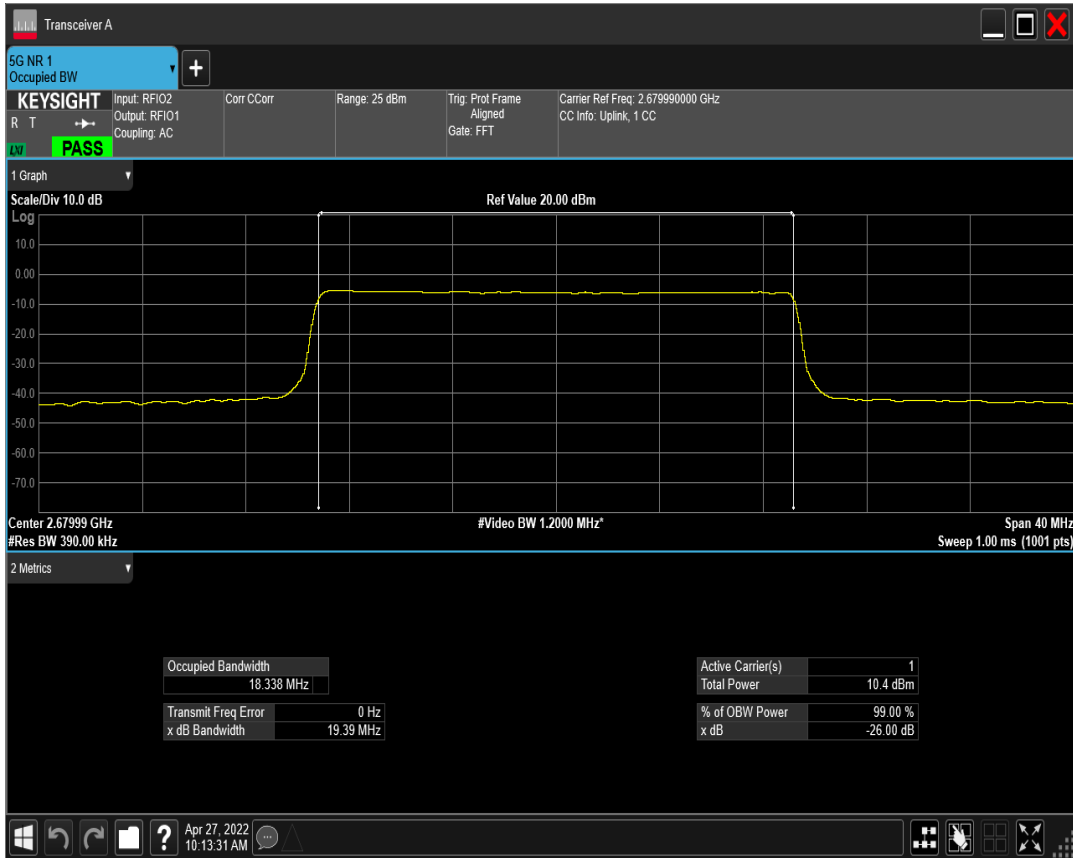 Transceiver A
5G NR 1
Occupied BW
KEYSIGHT
R T
LXI
PASS
Input: RFIO2
Output: RFIO1
Coupling: AC
Corr CCorr
Range: 25 dBm
Trig: Prot Frame
Aligned
Gate: FFT
Carrier Ref Freq: 2.679990000 GHz
CC Info: Uplink, 1 CC
1 Graph
Scale/Div 10.0 dB
Ref Value 20.00 dBm
Log
10.0
0.00
-10.0
-20.0
-30.0
-40.0
-50.0
-60.0
-70.0
Center 2.67999 GHz
#Video BW 1.2000 MHz*
Span 40 MHz
#Res BW 390.00 kHz
Sweep 1.00 ms (1001 pts)
2 Metrics
Occupied Bandwidth
18.338 MHz
Transmit Freq Error 0 Hz
x dB Bandwidth 19.39 MHz
Active Carrier(s) 1
Total Power 10.4 dBm
% of OBW Power 99.00 %
x dB -26.00 dB
Apr 27, 2022
10:13:31 AM